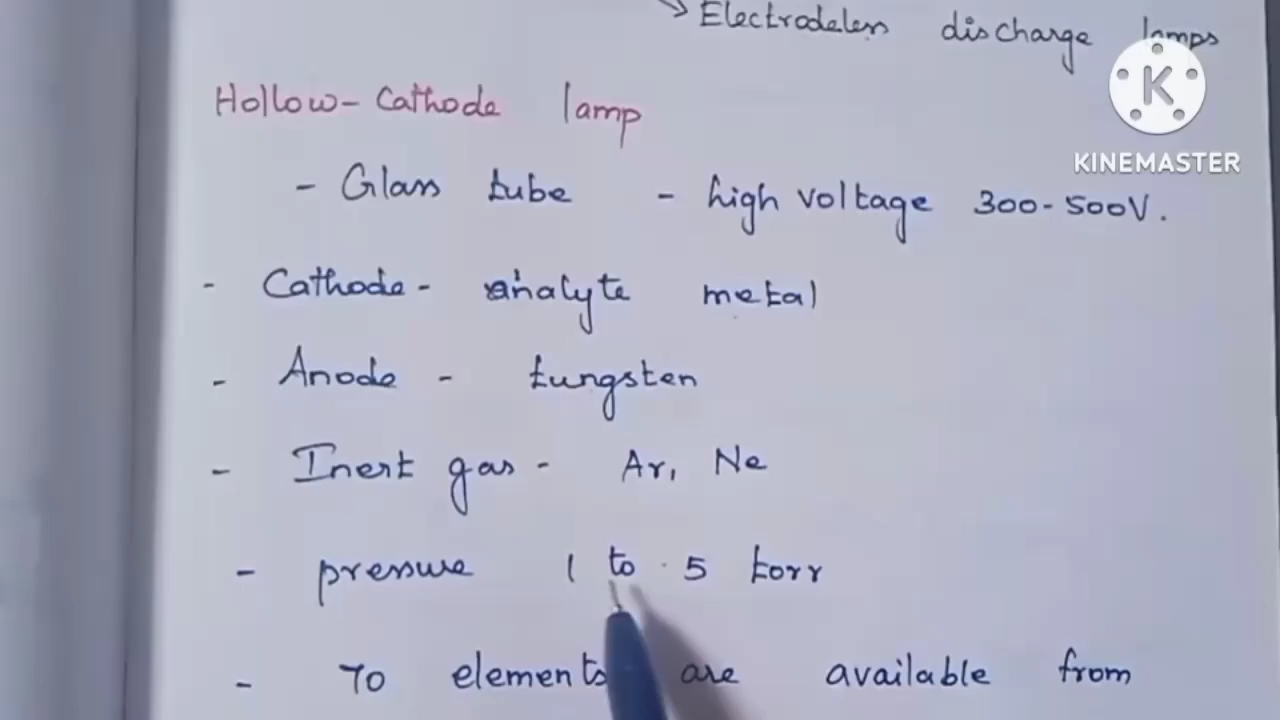 → Electrodeless discharge lamps
KINEMASTER
Hollow-Cathode lamp
- Glass tube - high voltage 300-500V.
- Cathode - analyte metal
- Anode - tungsten
- Inert gas - Ar, Ne
- pressure 1 to 5 torr
- 70 elements are available from